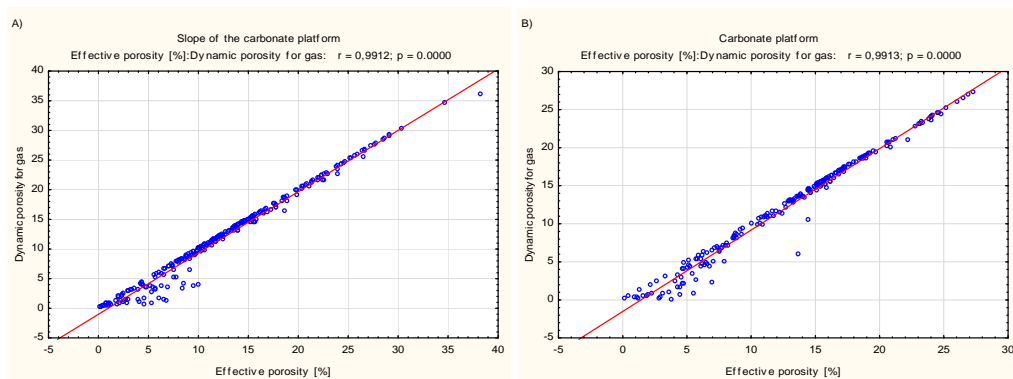 A)
Slope of the carbonate platform
Effective porosity [%]:Dynamic porosity for gas: r = 0,9912; p = 0.0000
40
35
30
25
20
15
10
5
0
-5
Dynamic porosity for gas
-5 0 5 10 15 20 25 30 35 40
Effective porosity [%]
B)
Carbonate platform
Effective porosity [%]:Dynamic porosity for gas: r = 0,9913; p = 0.0000
30
25
20
15
10
5
0
-5
Dynamic porosity for gas
-5 0 5 10 15 20 25 30
Effective porosity [%]